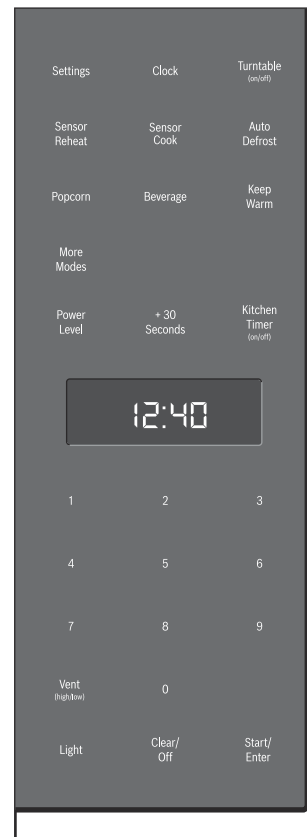 Settings Clock Turntable
(on/off)
Sensor Sensor Auto
Reheat Cook Defrost
Popcorn Beverage Keep
Warm
More
Modes
Power + 30 Kitchen
Level Seconds Timer
(on/off)
12:40
1 2 3
4 5 6
7 8 9
Vent 0
(high/low)
Light Clear/ Start/
Off Enter